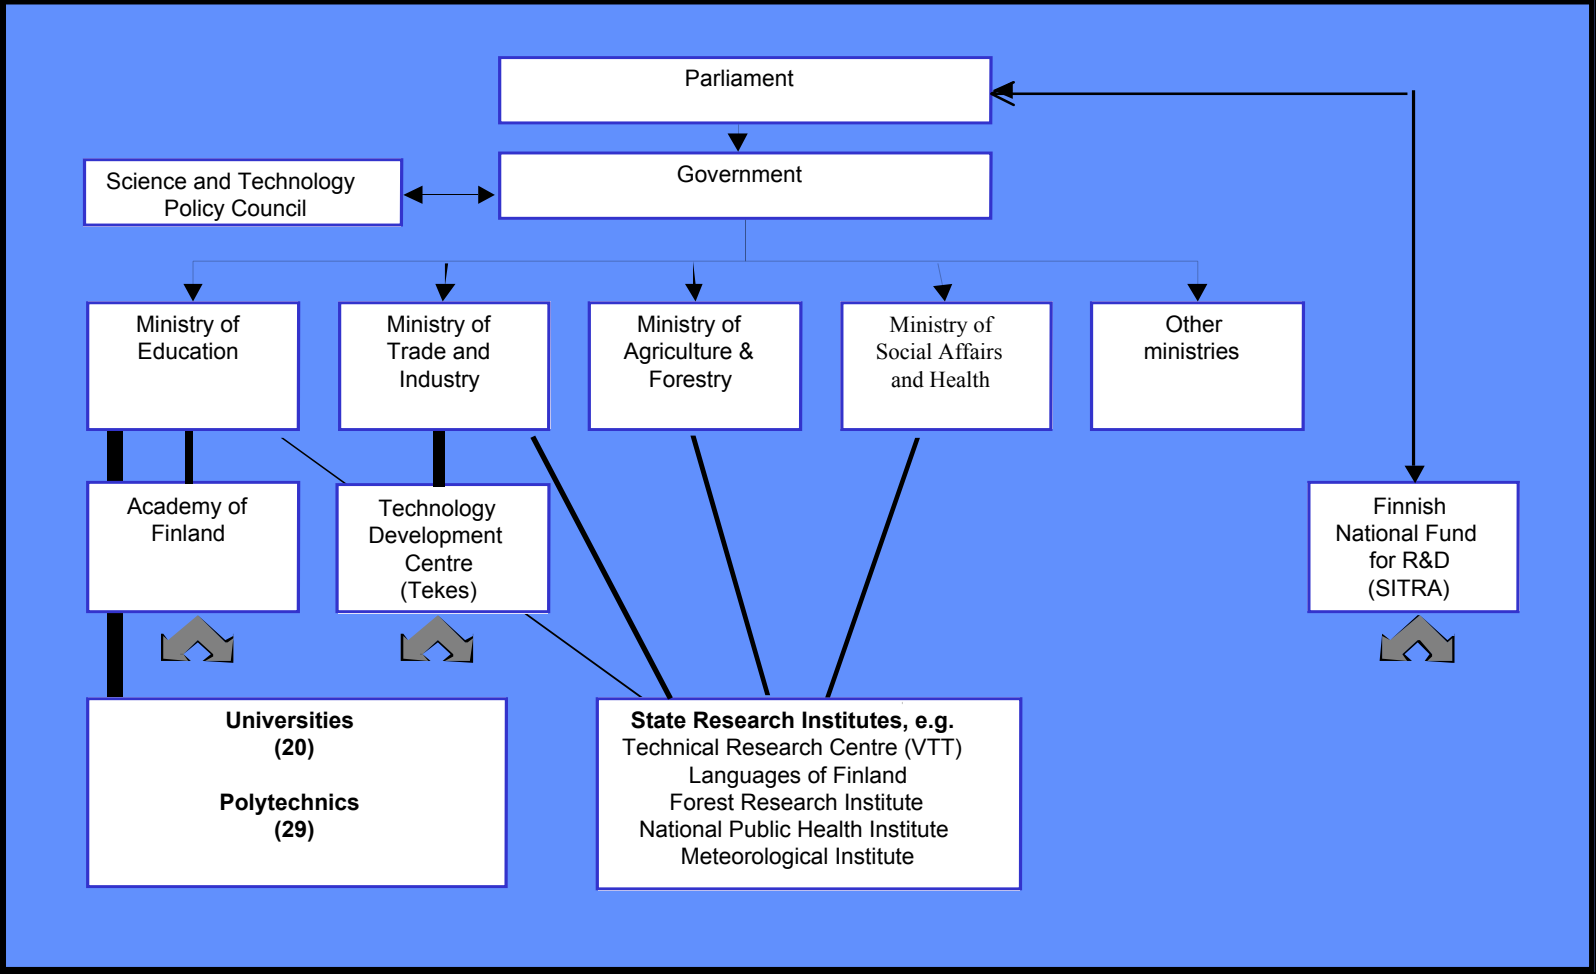 Parliament
Government
Science and Technology
Policy Council
Ministry of
Education
Ministry of
Trade and
Industry
Ministry of
Agriculture &
Forestry
Ministry of
Social Affairs
and Health
Other
ministries
Academy of
Finland
Technology
Development
Centre
(Tekes)
Finnish
National Fund
for R&D
(SITRA)
Universities
(20)
Polytechnics
(29)
State Research Institutes, e.g.
Technical Research Centre (VTT)
Languages of Finland
Forest Research Institute
National Public Health Institute
Meteorological Institute